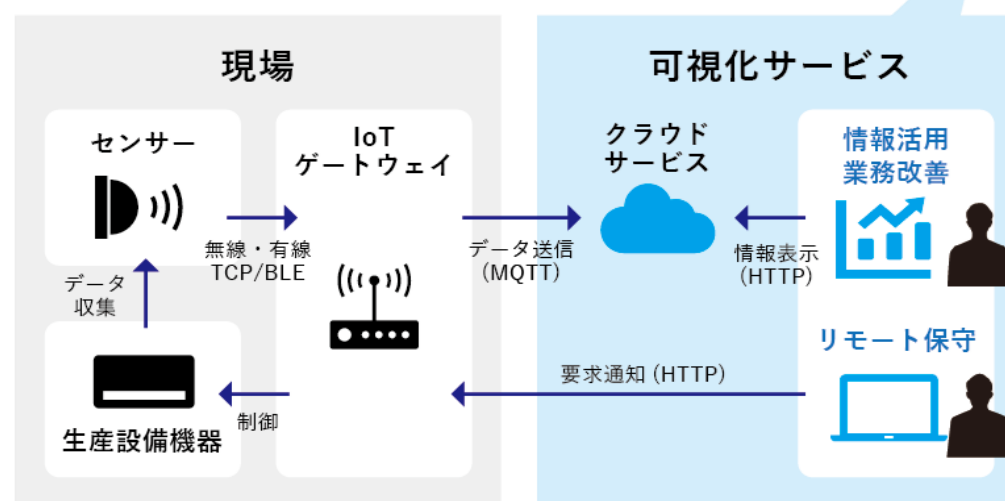 現場
可視化サービス
センサー
IoT
ゲートウェイ
クラウド
サービス
情報活用
業務改善
無線・有線
TCP/BLE
データ送信
(MQTT)
情報表示
(HTTP)
データ
収集
リモート保守
要求通知 (HTTP)
制御
生産設備機器